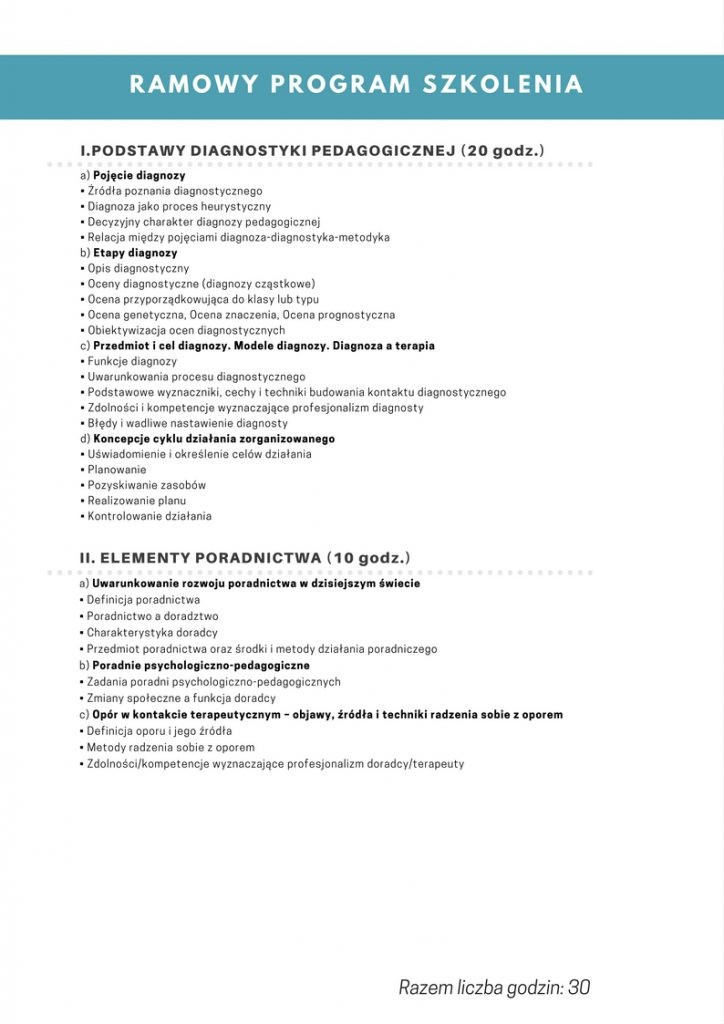 RAMOWY PROGRAM SZKOLENIA
I.PODSTAWY DIAGNOSTYKI PEDAGOGICZNEJ (20 godz.)
a) Pojęcie diagnozy
▪ Źródła poznania diagnostycznego
▪ Diagnoza jako proces heurystyczny
▪ Decyzyjny charakter diagnozy pedagogicznej
▪ Relacja między pojęciami diagnoza-diagnostyka-metodyka
b) Etapy diagnozy
▪ Opis diagnostyczny
▪ Oceny diagnostyczne (diagnozy cząstkowe)
▪ Ocena przyporządkowująca do klasy lub typu
▪ Ocena genetyczna, Ocena znaczenia, Ocena prognostyczna
▪ Obiektywizacja ocen diagnostycznych
c) Przedmiot i cel diagnozy. Modele diagnozy. Diagnoza a terapia
▪ Funkcje diagnozy
▪ Uwarunkowania procesu diagnostycznego
▪ Podstawowe wyznaczniki, cechy i techniki budowania kontaktu diagnostycznego
▪ Zdolności i kompetencje wyznaczające profesjonalizm diagnosty
▪ Błędy i wadliwe nastawienie diagnosty
d) Koncepcje cyklu działania zorganizowanego
▪ Uświadomienie i określenie celów działania
▪ Planowanie
▪ Pozyskiwanie zasobów
▪ Realizowanie planu
▪ Kontrolowanie działania
II. ELEMENTY PORADNICTWA (10 godz.)
a) Uwarunkowanie rozwoju poradnictwa w dzisiejszym świecie
▪ Definicja poradnictwa
▪ Poradnictwo a doradztwo
▪ Charakterystyka doradcy
▪ Przedmiot poradnictwa oraz środki i metody działania poradniczego
b) Poradnie psychologiczno-pedagogiczne
▪ Zadania poradni psychologiczno-pedagogicznych
▪ Zmiany społeczne a funkcja doradcy
c) Opór w kontakcie terapeutycznym – objawy, źródła i techniki radzenia sobie z oporem
▪ Definicja oporu i jego źródła
▪ Metody radzenia sobie z oporem
▪ Zdolności/kompetencje wyznaczające profesjonalizm doradcy/terapeuty
Razem liczba godzin: 30